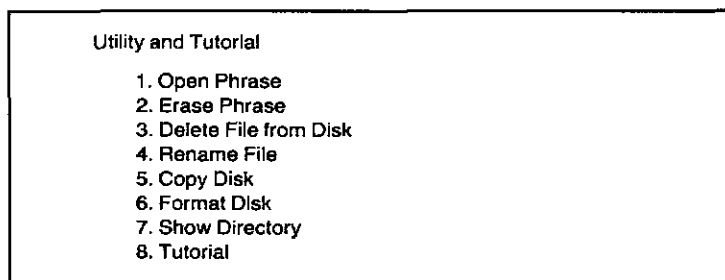 Utility and Tutorial
1. Open Phrase
2. Erase Phrase
3. Delete File from Disk
4. Rename File
5. Copy Disk
6. Format Disk
7. Show Directory
8. Tutorial